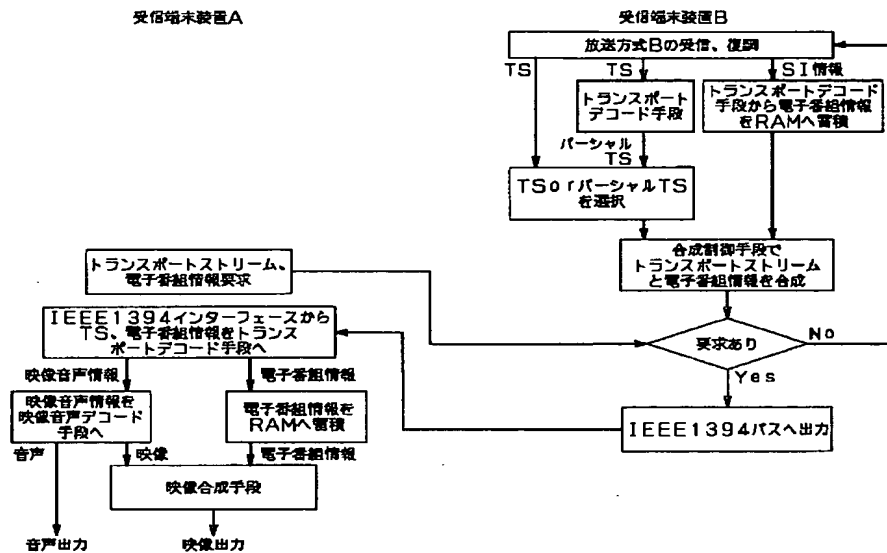 受信端末装置A
受信端末装置B
放送方式Bの受信、復調
TS
TS
SI情報
トランスポート
デコード手段
トランスポートデコード
手段から電子番組情報
をRAMへ蓄積
パーシャル
TS
TSorパーシャルTS
を選択
合成制御手段で
トランスポートストリーム
と電子番組情報を合成
トランスポートストリーム、
電子番組情報要求
IEEE1394インターフェースから
TS、電子番組情報をトランス
ポートデコード手段へ
要求あり
No
Yes
映像音声情報
電子番組情報
映像音声情報を
映像音声デコード
手段へ
電子番組情報を
RAMへ蓄積
IEEE1394バスへ出力
音声
映像
電子番組情報
映像合成手段
音声出力
映像出力